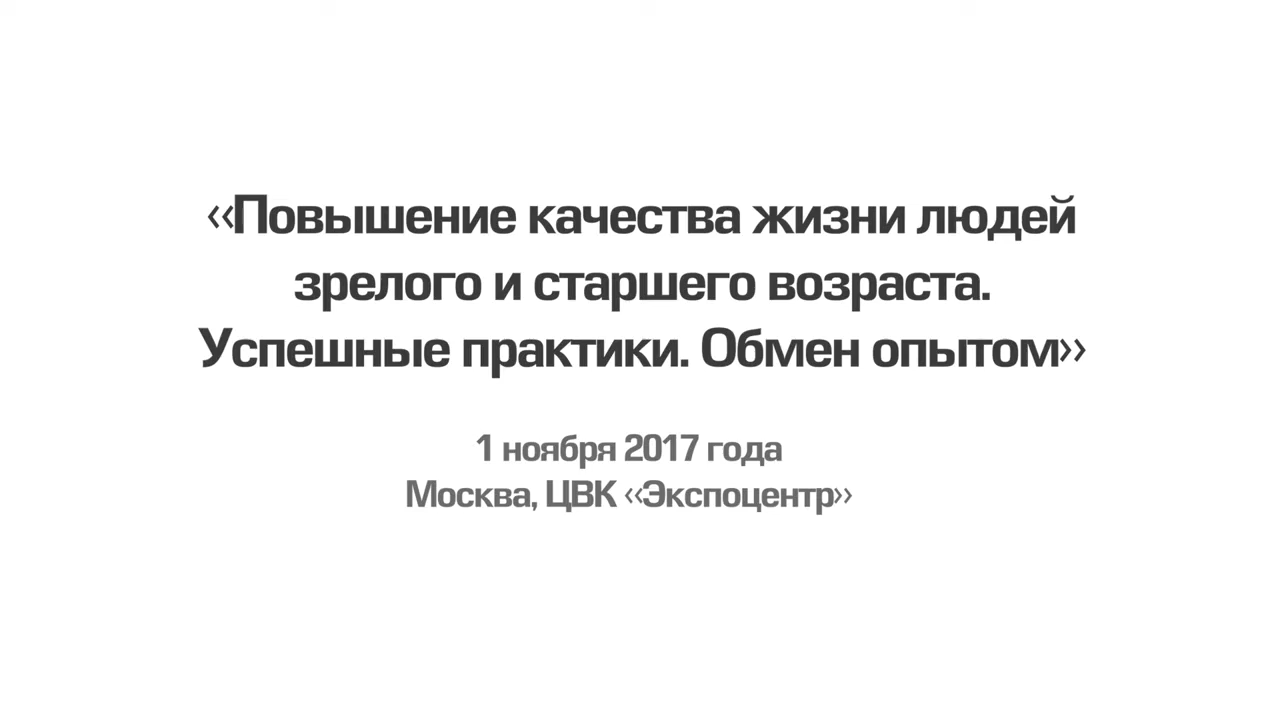 «Повышение качества жизни людей
зрелого и старшего возраста.
Успешные практики. Обмен опытом»
1 ноября 2017 года
Москва, ЦВК «Экспоцентр»